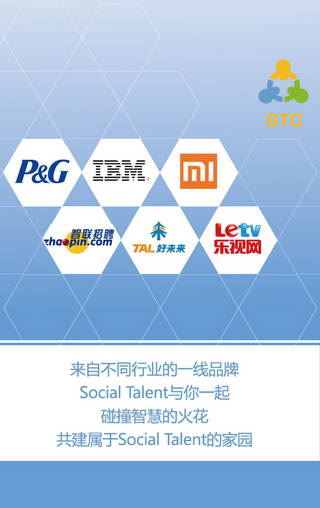 STC
P&G
IBM
mi
智联招聘
zhaopin.com
TAL 好未来
Letv
乐视网
来自不同行业的一线品牌
Social Talent与你一起
碰撞智慧的火花
共建属于Social Talent的家园